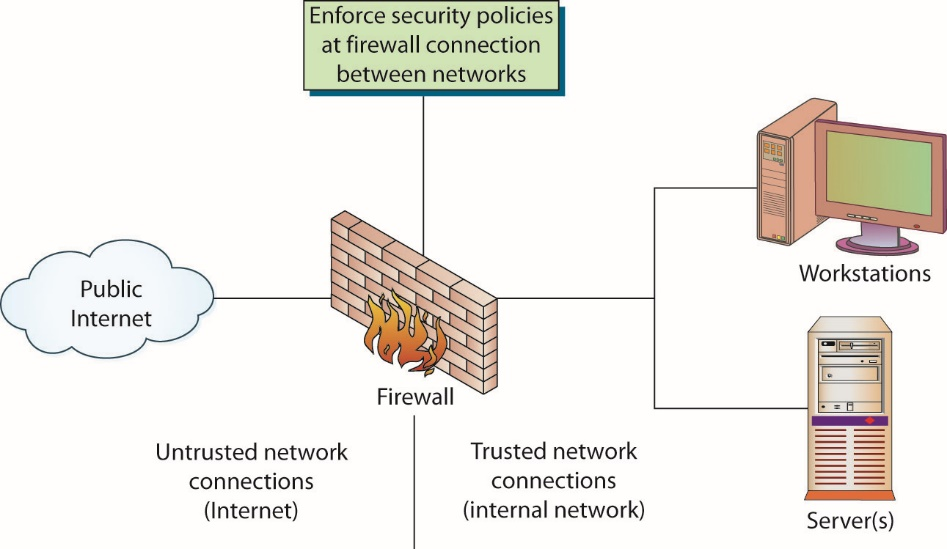 Enforce security policies
at firewall connection
between networks
Public
Internet
Workstations
Firewall
Untrusted network
connections
(Internet)
Trusted network
connections
(internal network)
Server(s)